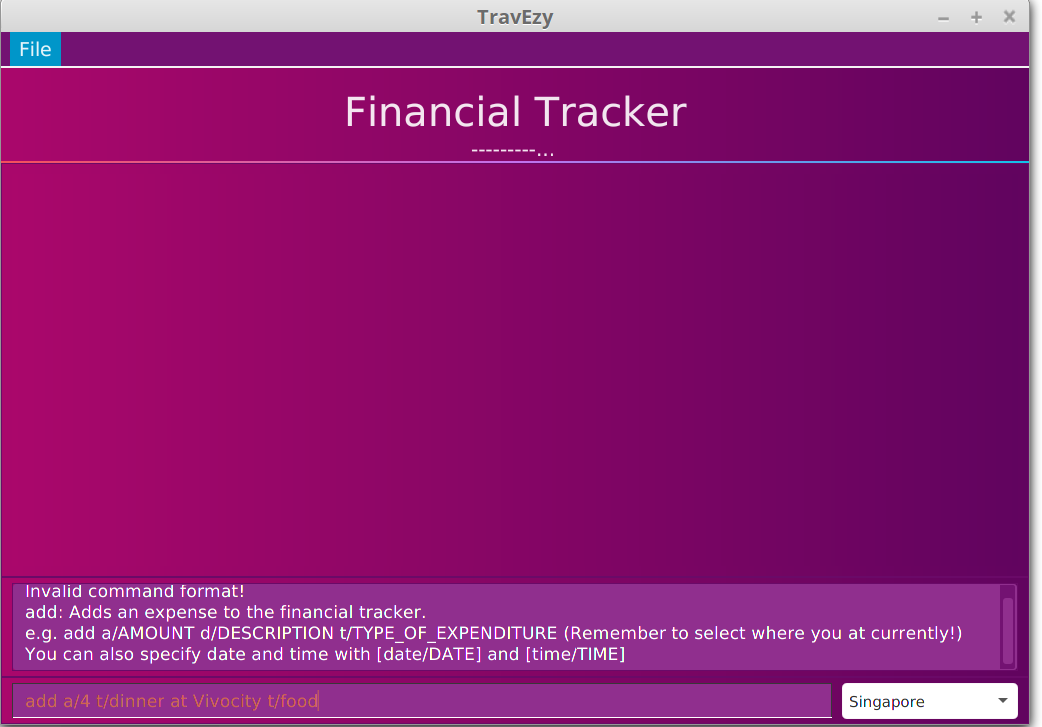 TravEzy
File
Financial Tracker
---------...
Invalid command format!
add: Adds an expense to the financial tracker.
e.g. add a/AMOUNT d/DESCRIPTION t/TYPE_OF_EXPENDITURE (Remember to select where you at currently!)
You can also specify date and time with [date/DATE] and [time/TIME]
add a/4 t/dinner at Vivocity t/food
Singapore